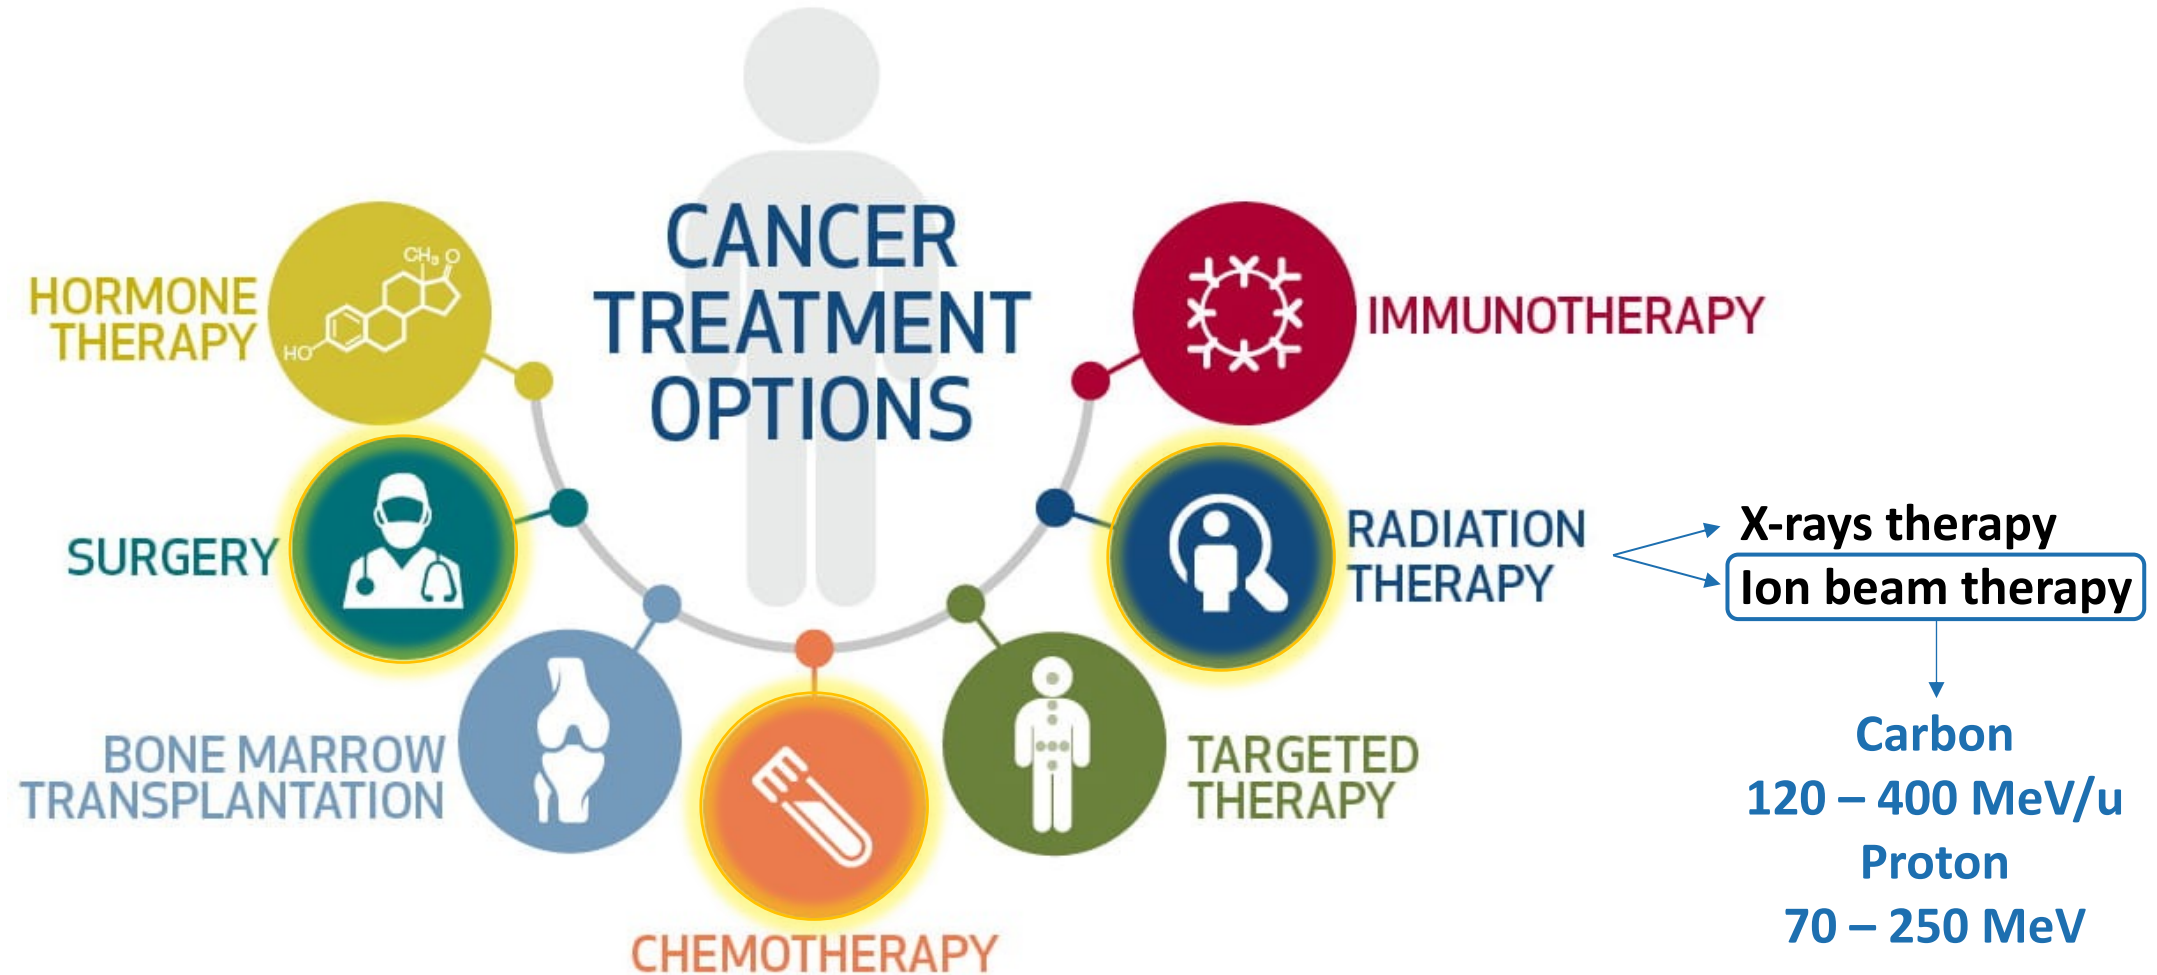 CANCER
TREATMENT
OPTIONS
HORMONE
THERAPY
CH₃
O
HO
SURGERY
BONE MARROW
TRANSPLANTATION
CHEMOTHERAPY
TARGETED
THERAPY
RADIATION
THERAPY
IMMUNOTHERAPY
X-rays therapy
Ion beam therapy
Carbon
120 – 400 MeV/u
Proton
70 – 250 MeV